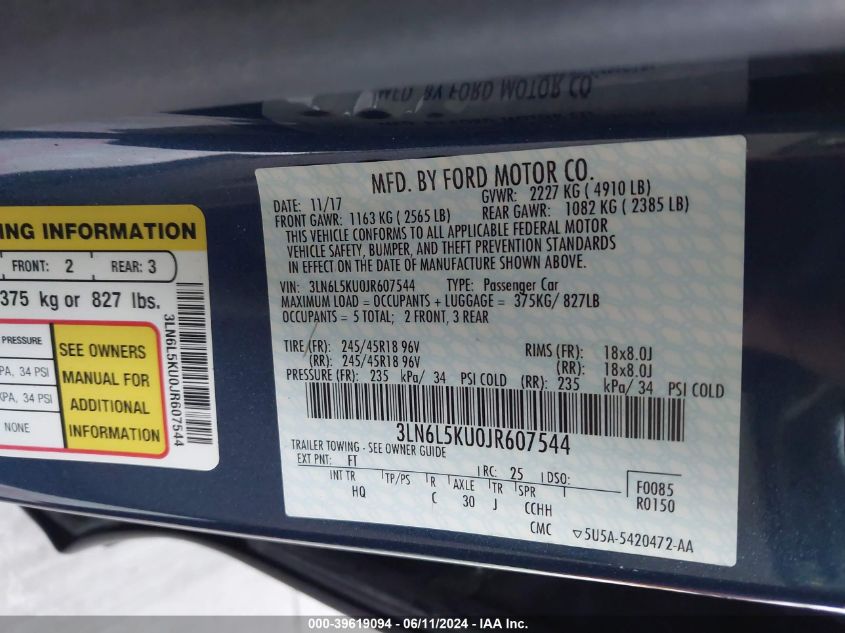 MFD. BY FORD MOTOR CO.
NG INFORMATION
FRONT: 2 REAR: 3
375 kg or 827 lbs.
PRESSURE
PA, 34 PSI
KPA, 34 PSI
NONE
SEE OWNERS
MANUAL FOR
ADDITIONAL
INFORMATION
3LN6L5KU0JR607544
MFD. BY FORD MOTOR CO.
DATE: 11/17 GVWR: 2227 KG ( 4910 LB)
FRONT GAWR: 1163 KG ( 2565 LB) REAR GAWR: 1082 KG ( 2385 LB)
THIS VEHICLE CONFORMS TO ALL APPLICABLE FEDERAL MOTOR
VEHICLE SAFETY, BUMPER, AND THEFT PREVENTION STANDARDS
IN EFFECT ON THE DATE OF MANUFACTURE SHOWN ABOVE.
VIN: 3LN6L5KU0JR607544 TYPE: Passenger Car
MAXIMUM LOAD = OCCUPANTS + LUGGAGE = 375KG/ 827LB
OCCUPANTS = 5 TOTAL; 2 FRONT, 3 REAR
TIRE (FR): 245/45R18 96V RIMS (FR): 18x8.0J
(RR): 245/45R18 96V (RR): 18x8.0J
PRESSURE (FR): 235 kPa/ 34 PSI COLD (RR): 235 kPa/ 34 PSI COLD
3LN6L5KU0JR607544
TRAILER TOWING - SEE OWNER GUIDE
EXT PNT: FT RC: 25 DSO: F0085
INT TR TP/PS R AXLE TR SPR R0150
HQ C 30 J CCHH
CMC ▽5U5A-5420472-AA
000-39619094 - 06/11/2024 - IAAI Inc.